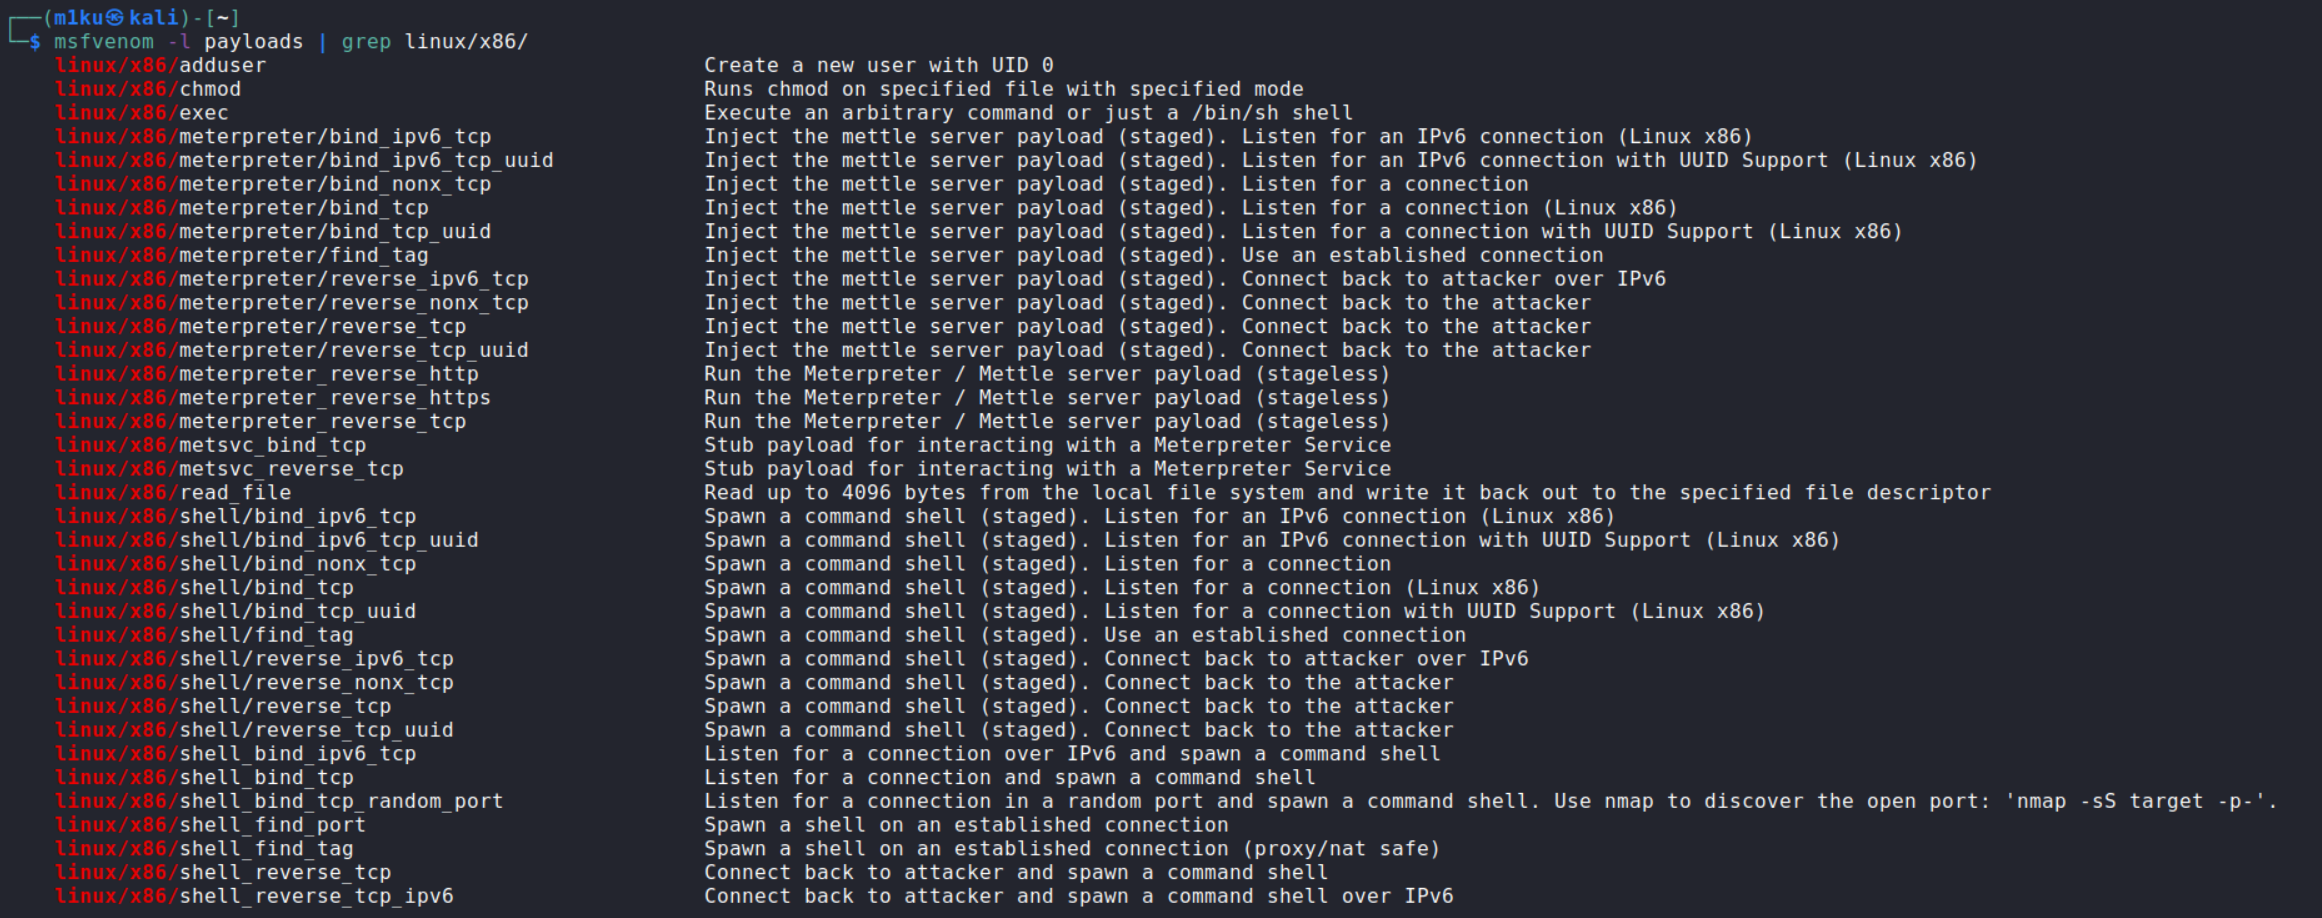 ┌──(m1ku㉿kali)-[~]
└─$ msfvenom -l payloads | grep linux/x86/
linux/x86/adduser Create a new user with UID 0
linux/x86/chmod Runs chmod on specified file with specified mode
linux/x86/exec Execute an arbitrary command or just a /bin/sh shell
linux/x86/meterpreter/bind_ipv6_tcp Inject the mettle server payload (staged). Listen for an IPv6 connection (Linux x86)
linux/x86/meterpreter/bind_ipv6_tcp_uuid Inject the mettle server payload (staged). Listen for an IPv6 connection with UUID Support (Linux x86)
linux/x86/meterpreter/bind_nonx_tcp Inject the mettle server payload (staged). Listen for a connection
linux/x86/meterpreter/bind_tcp Inject the mettle server payload (staged). Listen for a connection (Linux x86)
linux/x86/meterpreter/bind_tcp_uuid Inject the mettle server payload (staged). Listen for a connection with UUID Support (Linux x86)
linux/x86/meterpreter/find_tag Inject the mettle server payload (staged). Use an established connection
linux/x86/meterpreter/reverse_ipv6_tcp Inject the mettle server payload (staged). Connect back to attacker over IPv6
linux/x86/meterpreter/reverse_nonx_tcp Inject the mettle server payload (staged). Connect back to the attacker
linux/x86/meterpreter/reverse_tcp Inject the mettle server payload (staged). Connect back to the attacker
linux/x86/meterpreter/reverse_tcp_uuid Inject the mettle server payload (staged). Connect back to the attacker
linux/x86/meterpreter_reverse_http Run the Meterpreter / Mettle server payload (stageless)
linux/x86/meterpreter_reverse_https Run the Meterpreter / Mettle server payload (stageless)
linux/x86/meterpreter_reverse_tcp Run the Meterpreter / Mettle server payload (stageless)
linux/x86/metsvc_bind_tcp Stub payload for interacting with a Meterpreter Service
linux/x86/metsvc_reverse_tcp Stub payload for interacting with a Meterpreter Service
linux/x86/read_file Read up to 4096 bytes from the local file system and write it back out to the specified file descriptor
linux/x86/shell/bind_ipv6_tcp Spawn a command shell (staged). Listen for an IPv6 connection (Linux x86)
linux/x86/shell/bind_ipv6_tcp_uuid Spawn a command shell (staged). Listen for an IPv6 connection with UUID Support (Linux x86)
linux/x86/shell/bind_nonx_tcp Spawn a command shell (staged). Listen for a connection
linux/x86/shell/bind_tcp Spawn a command shell (staged). Listen for a connection (Linux x86)
linux/x86/shell/bind_tcp_uuid Spawn a command shell (staged). Listen for a connection with UUID Support (Linux x86)
linux/x86/shell/find_tag Spawn a command shell (staged). Use an established connection
linux/x86/shell/reverse_ipv6_tcp Spawn a command shell (staged). Connect back to attacker over IPv6
linux/x86/shell/reverse_nonx_tcp Spawn a command shell (staged). Connect back to the attacker
linux/x86/shell/reverse_tcp Spawn a command shell (staged). Connect back to the attacker
linux/x86/shell/reverse_tcp_uuid Spawn a command shell (staged). Connect back to the attacker
linux/x86/shell_bind_ipv6_tcp Listen for a connection over IPv6 and spawn a command shell
linux/x86/shell_bind_tcp Listen for a connection and spawn a command shell
linux/x86/shell_bind_tcp_random_port Listen for a connection in a random port and spawn a command shell. Use nmap to discover the open port: 'nmap -sS target -p-'.
linux/x86/shell_find_port Spawn a shell on an established connection
linux/x86/shell_find_tag Spawn a shell on an established connection (proxy/nat safe)
linux/x86/shell_reverse_tcp Connect back to attacker and spawn a command shell
linux/x86/shell_reverse_tcp_ipv6 Connect back to attacker and spawn a command shell over IPv6